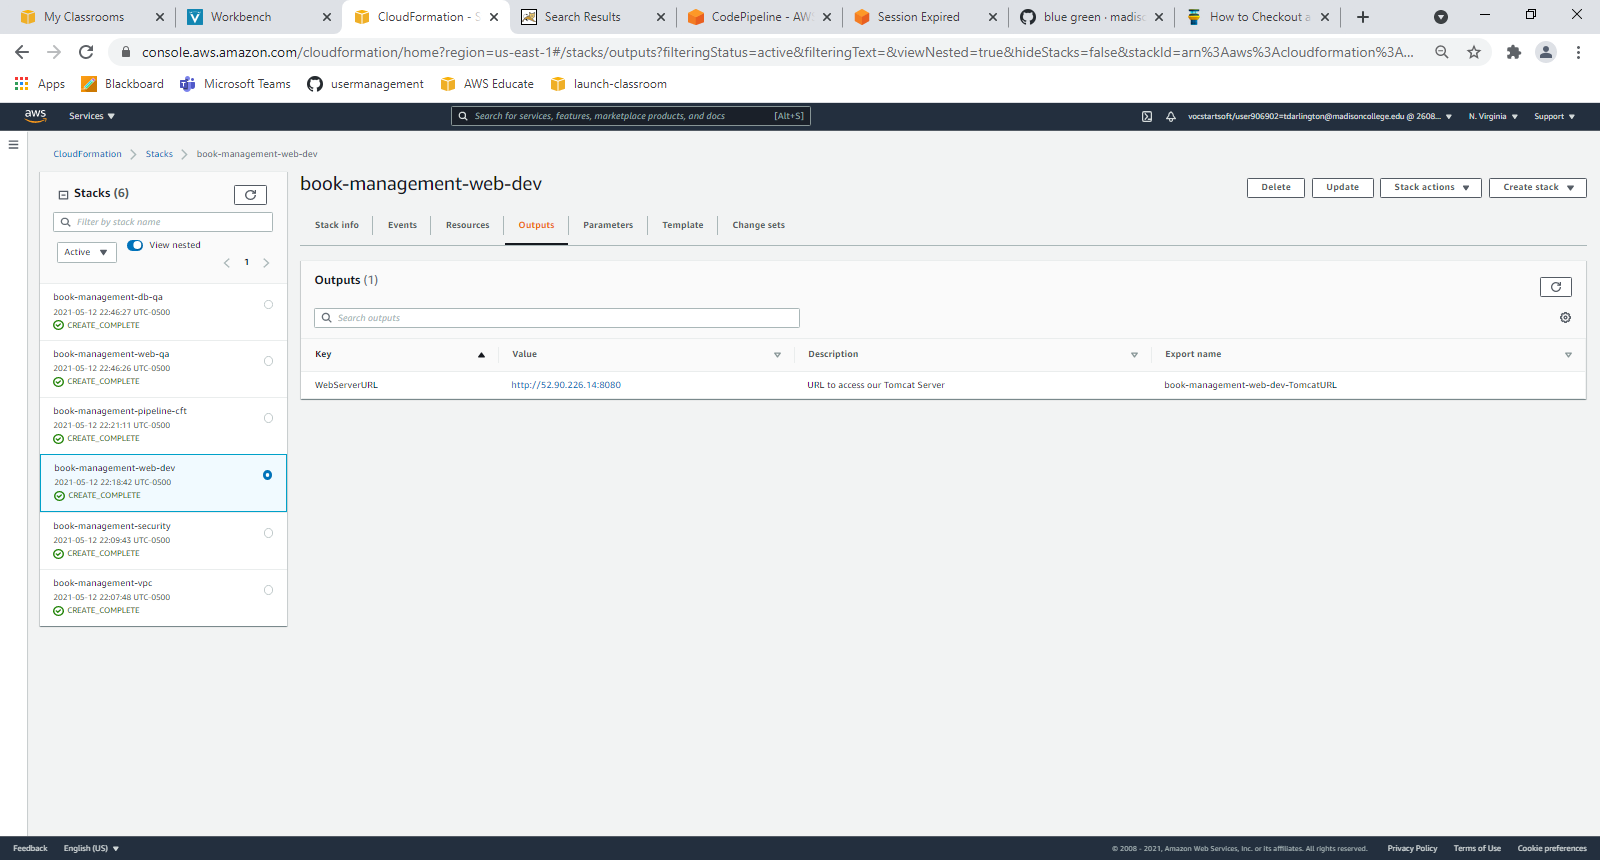 My Classrooms
Workbench
CloudFormation - S
Search Results
CodePipeline - AWS
Session Expired
blue green · madiso
How to Checkout a
console.aws.amazon.com/cloudformation/home?region=us-east-1#/stacks/outputs?filteringStatus=active&filteringText=&viewNested=true&hideStacks=false&stackId=arn%3Aaws%3Acloudformation%3A...
Apps
Blackboard
Microsoft Teams
usermanagement
AWS Educate
launch-classroom
aws
Services
Search for services, features, marketplace products, and docs
[Alt+S]
vocstartsoft/user906902=tdarlington@madisoncollege.edu @ 2608...
N. Virginia
Support
CloudFormation
Stacks
book-management-web-dev
Stacks (6)
Filter by stack name
Active
View nested
1
book-management-db-qa
2021-05-12 22:46:27 UTC-0500
CREATE_COMPLETE
book-management-web-qa
2021-05-12 22:46:26 UTC-0500
CREATE_COMPLETE
book-management-pipeline-cft
2021-05-12 22:21:11 UTC-0500
CREATE_COMPLETE
book-management-web-dev
2021-05-12 22:18:42 UTC-0500
CREATE_COMPLETE
book-management-security
2021-05-12 22:09:43 UTC-0500
CREATE_COMPLETE
book-management-vpc
2021-05-12 22:07:48 UTC-0500
CREATE_COMPLETE
book-management-web-dev
Delete
Update
Stack actions
Create stack
Stack info
Events
Resources
Outputs
Parameters
Template
Change sets
Outputs (1)
Search outputs
Key
Value
Description
Export name
WebServerURL
http://52.90.226.14:8080
URL to access our Tomcat Server
book-management-web-dev-TomcatURL
Feedback
English (US)
© 2008 - 2021, Amazon Web Services, Inc. or its affiliates. All rights reserved.
Privacy Policy
Terms of Use
Cookie preferences